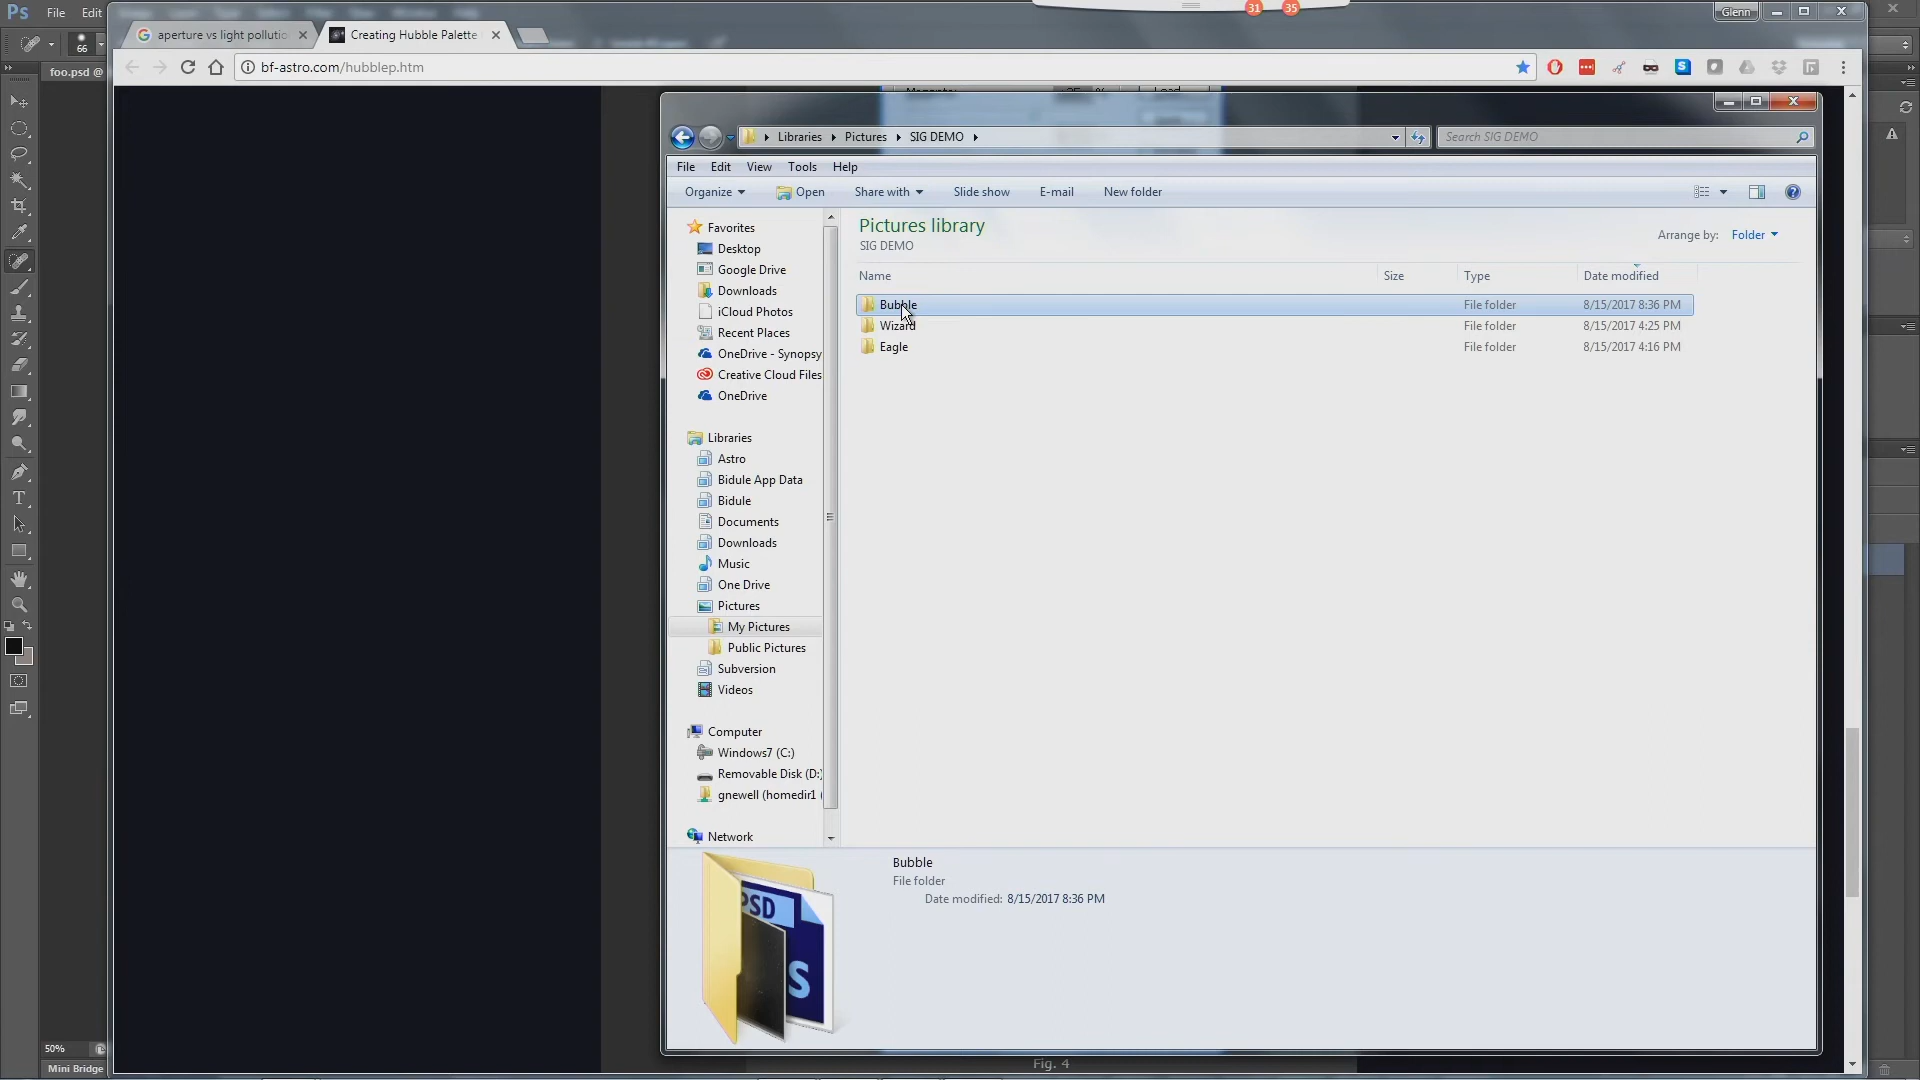 Ps File Edit
31 35
Glenn
aperture vs light pollutio
Creating Hubble Palette
66
bf-astro.com/hubblep.htm
foo.psd @
Libraries Pictures SIG DEMO
Search SIG DEMO
File Edit View Tools Help
Organize Open Share with Slide show E-mail New folder
Pictures library
SIG DEMO
Arrange by: Folder
Name Size Type Date modified
Bubble File folder 8/15/2017 8:36 PM
Wizard File folder 8/15/2017 4:25 PM
Eagle File folder 8/15/2017 4:16 PM
Favorites
Desktop
Google Drive
Downloads
iCloud Photos
Recent Places
OneDrive - Synopsy
Creative Cloud Files
OneDrive
Libraries
Astro
Bidule App Data
Bidule
Documents
Downloads
Music
One Drive
Pictures
My Pictures
Public Pictures
Subversion
Videos
Computer
Windows7 (C:)
Removable Disk (D:)
gnewell (homedir1 (
Network
PSD
S
Bubble
File folder
Date modified: 8/15/2017 8:36 PM
50%
Mini Bridge
Fig. 4